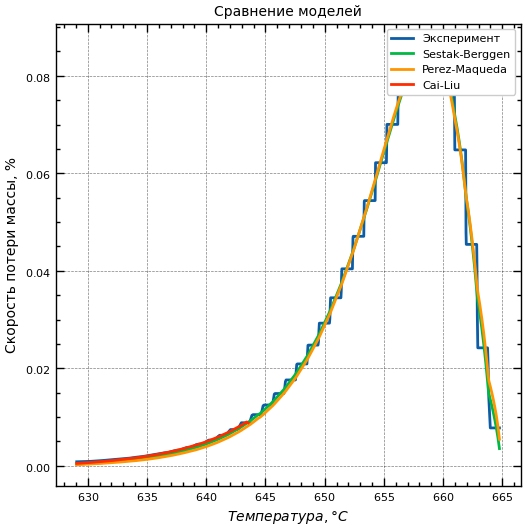 Сравнение моделей
Эксперимент
Sestak-Berggen
Perez-Maqueda
Cai-Liu
Скорость потери массы, %
0.08
0.06
0.04
0.02
0.00
630 635 640 645 650 655 660 665
Температура, °C